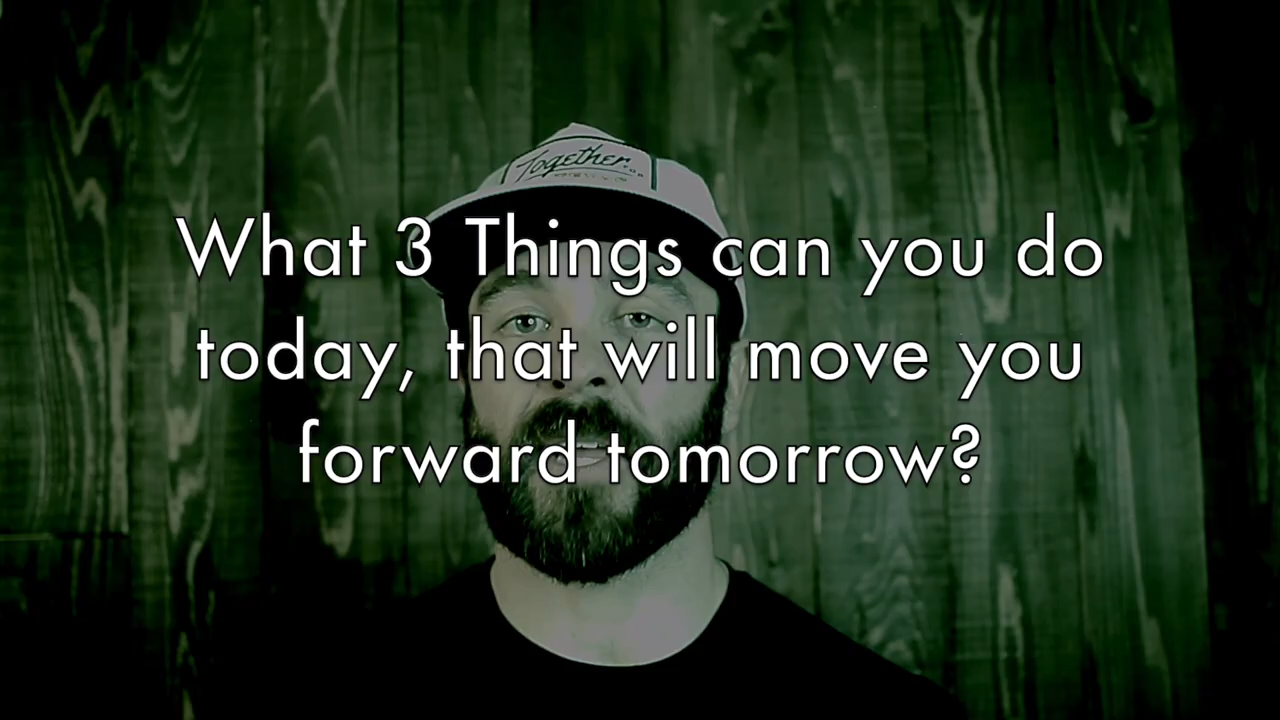 Together...
What 3 Things can you do
today, that will move you
forward tomorrow?